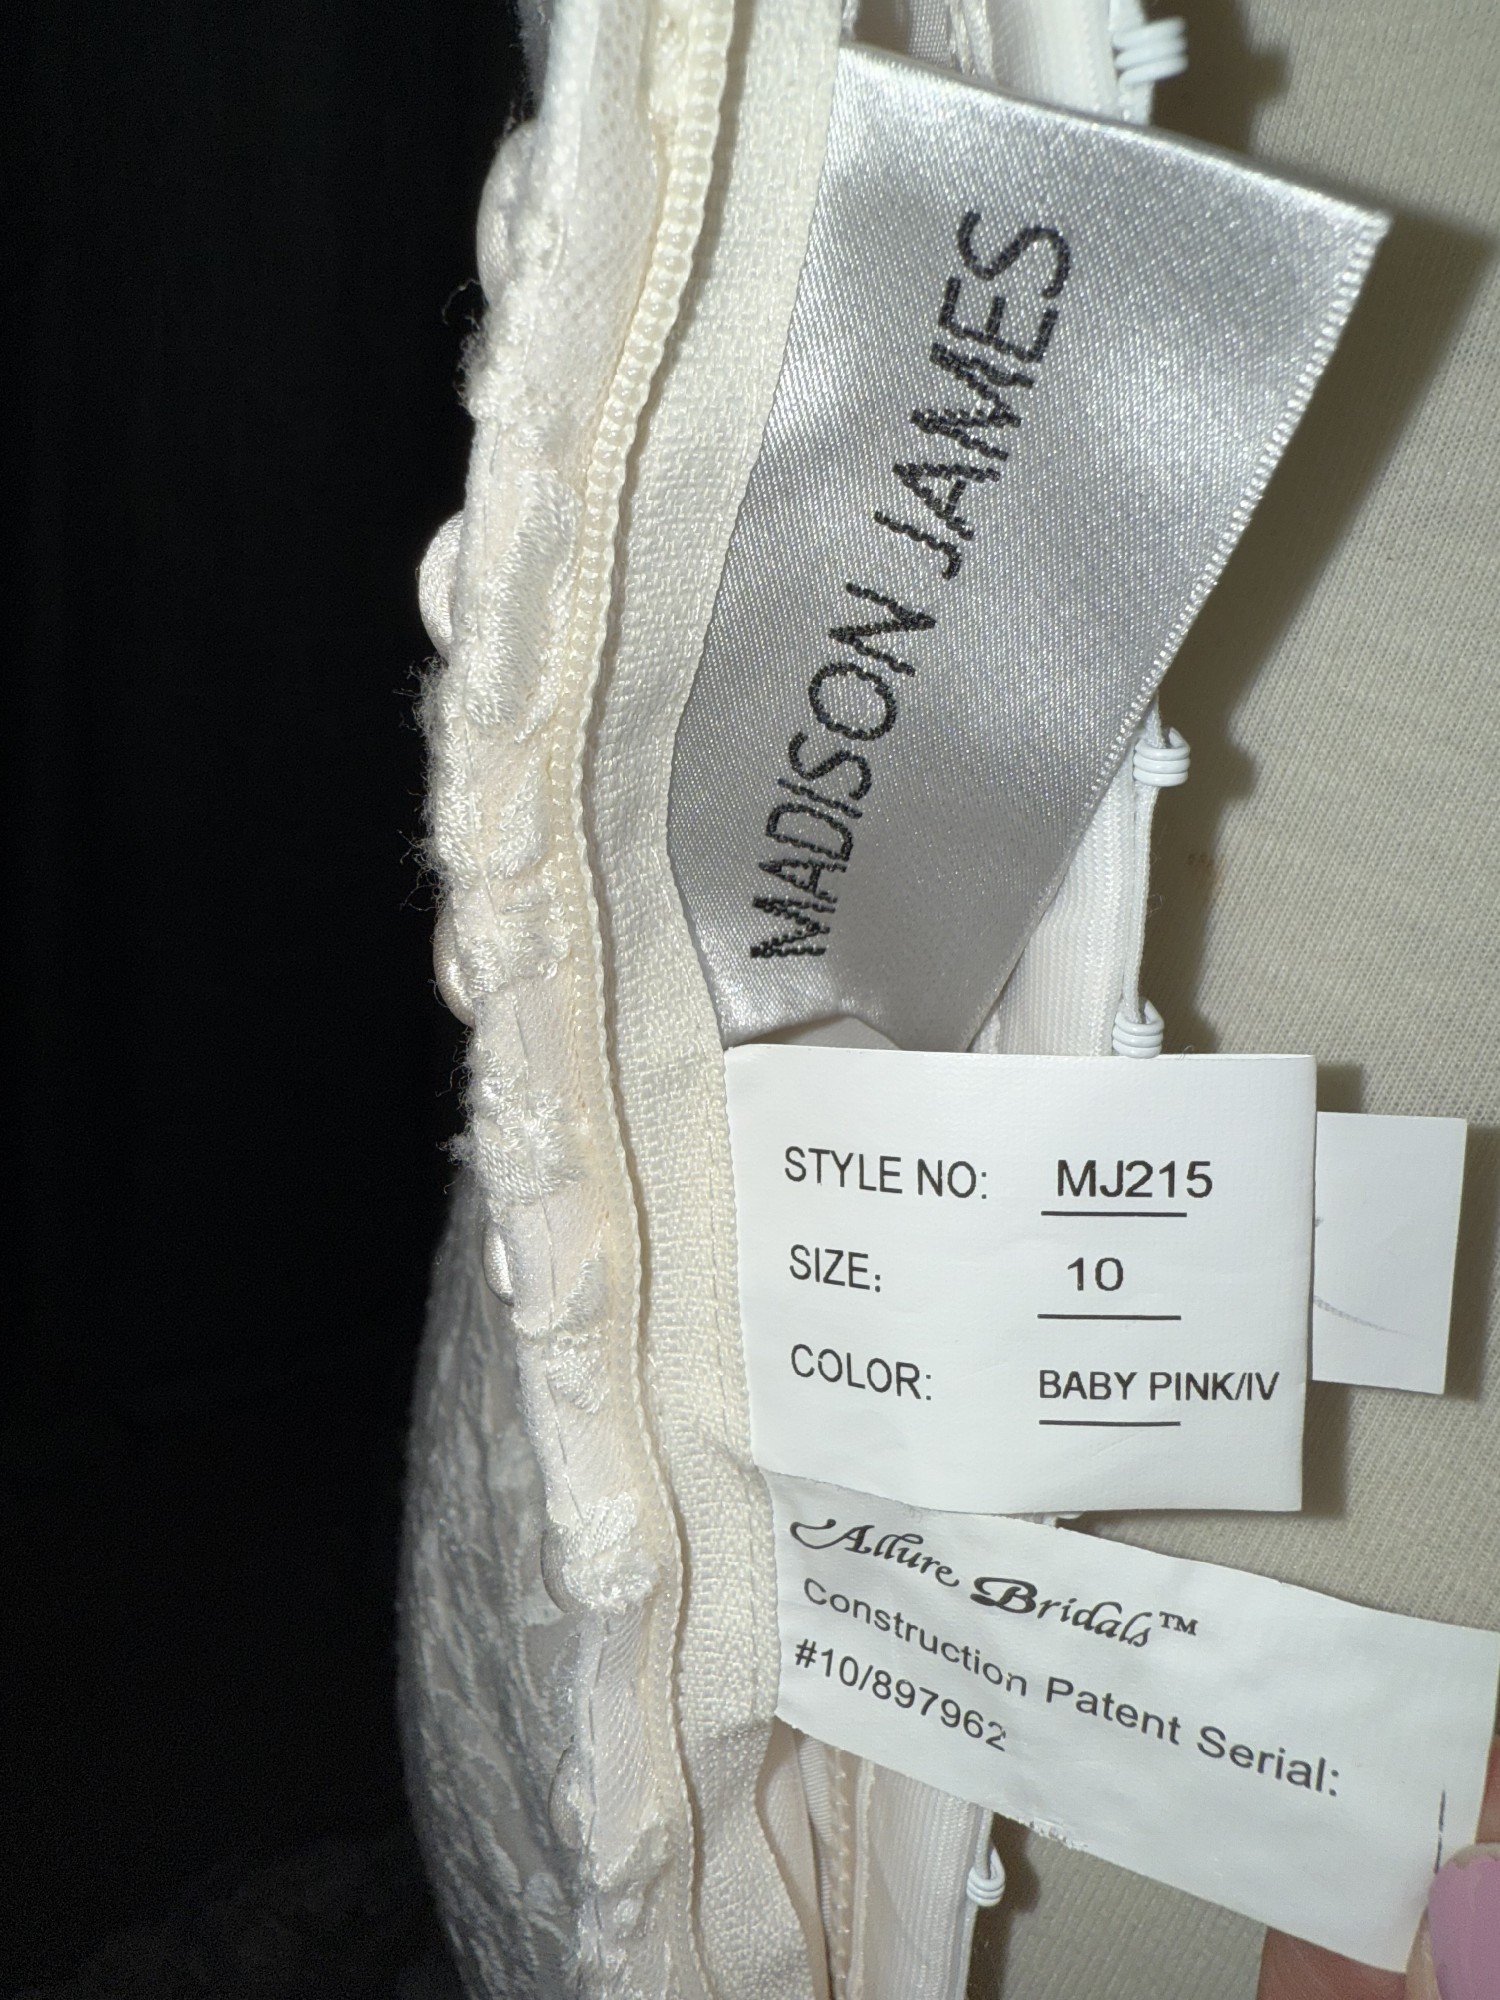 MADISON JAMES
STYLE NO: MJ215
SIZE: 10
COLOR: BABY PINK/IV
Allure Bridals™
Construction Patent Serial:
#10/897962